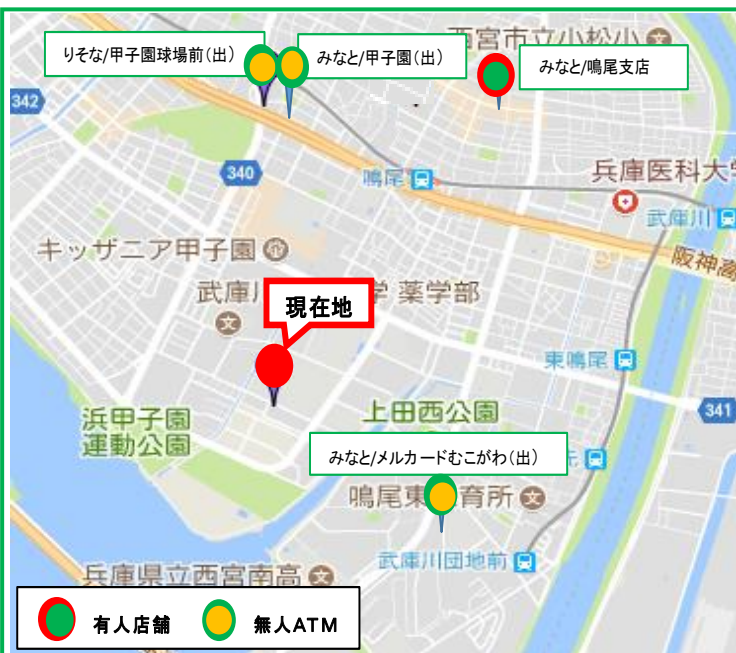 西宮市立小松小
りそな/甲子園球場前(出)
みなと/甲子園(出)
みなと/鳴尾支店
342
340
鳴尾
兵庫医科大学
武庫川
キッザニア甲子園
阪神高
武庫川
学 薬学部
現在地
東鳴尾
341
浜甲子園
運動公園
上田西公園
みなと/メルカードむこがわ(出)
先
鳴尾東
育所
武庫川団地前
兵庫県立西宮南高
有人店舗
無人ATM